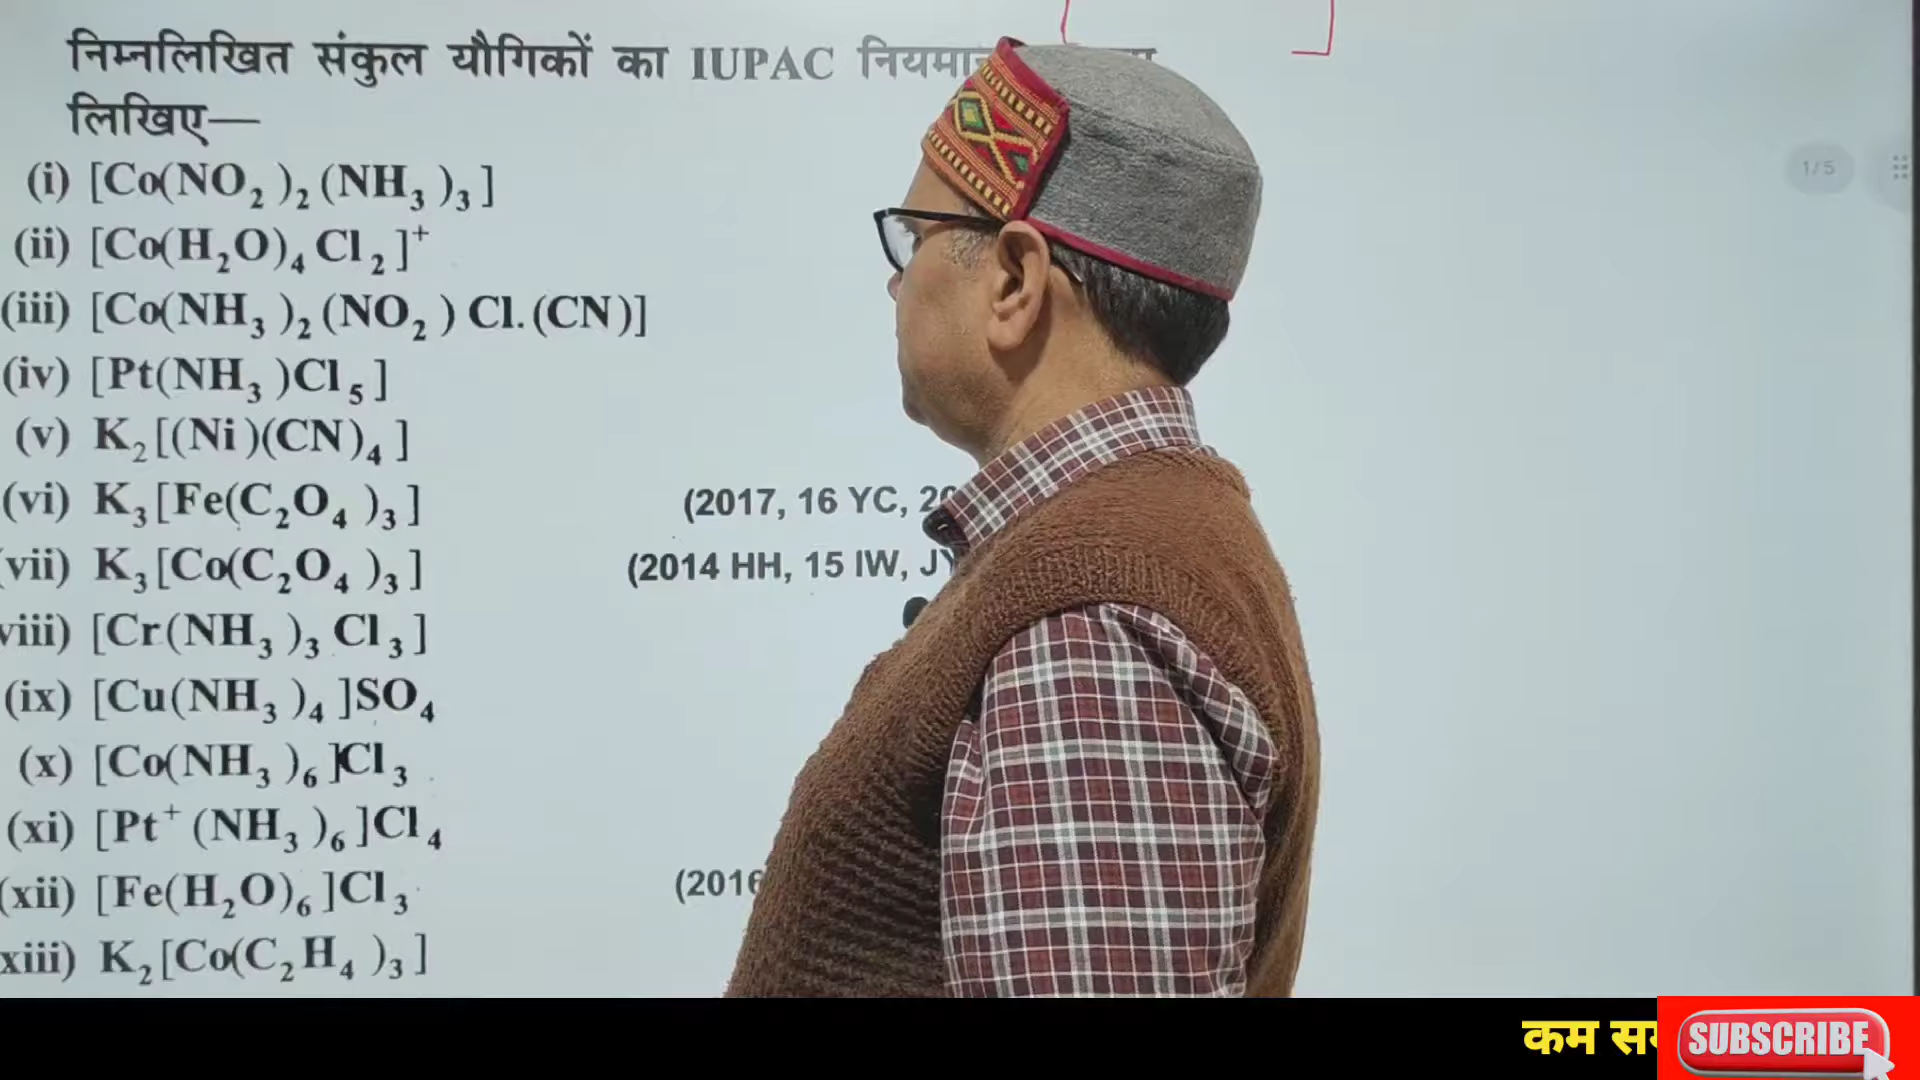 निम्नलिखित संकुल यौगिकों का IUPAC
लिखिए—
(i) [Co(NO₂)₂(NH₃)₃]
(ii) [Co(H₂O)₄Cl₂]⁺
(iii) [Co(NH₃)₂(NO₂) Cl.(CN)]
(iv) [Pt(NH₃)Cl₅]
(v) K₂[(Ni)(CN)₄]
(vi) K₃[Fe(C₂O₄)₃] (2017, 16 YC,
(vii) K₃[Co(C₂O₄)₃] (2014 HH, 15 IW,
viii) [Cr(NH₃)₃Cl₃]
(ix) [Cu(NH₃)₄]SO₄
(x) [Co(NH₃)₆]Cl₃
(xi) [Pt⁺(NH₃)₆]Cl₄
(xii) [Fe(H₂O)₆]Cl₃ (2016
xiii) K₂[Co(C₂H₄)₃]
1/5
कम
SUBSCRIBE